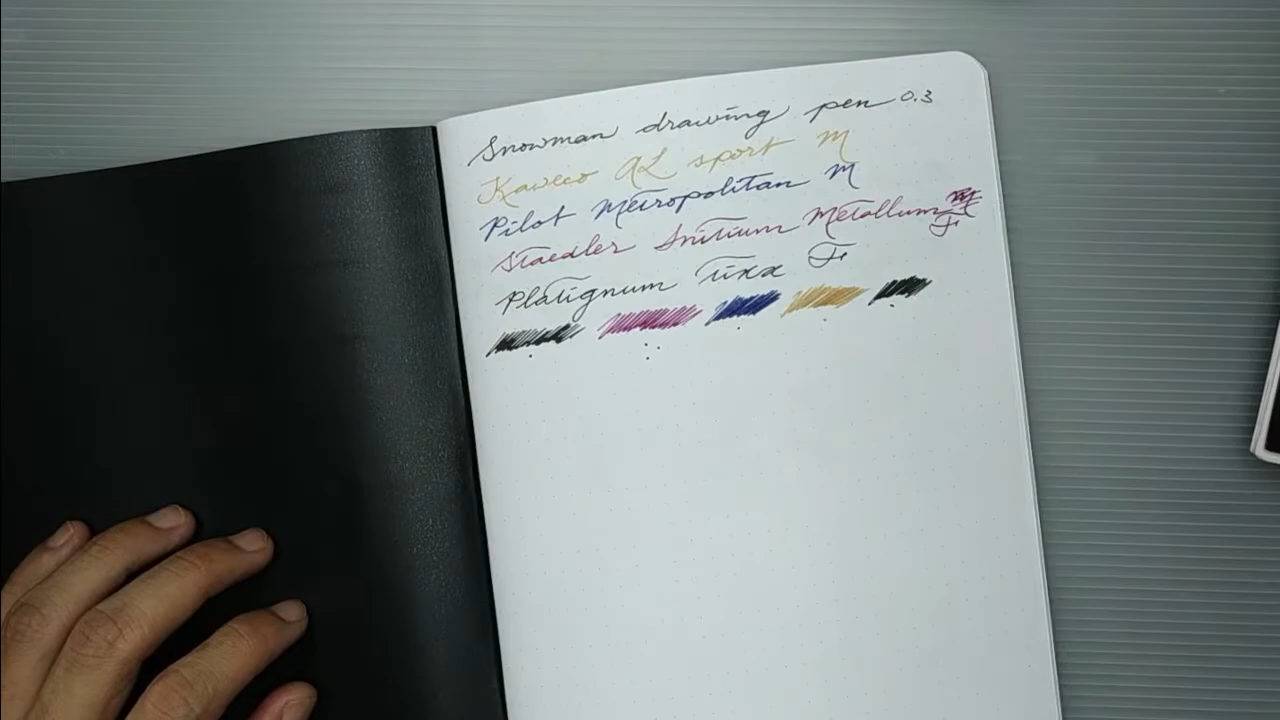 Snowman drawing pen 0.3
Kaweco AL sport M
Pilot Metropolitan M
Staedler Initium Metallum F
Platignum Tixx F